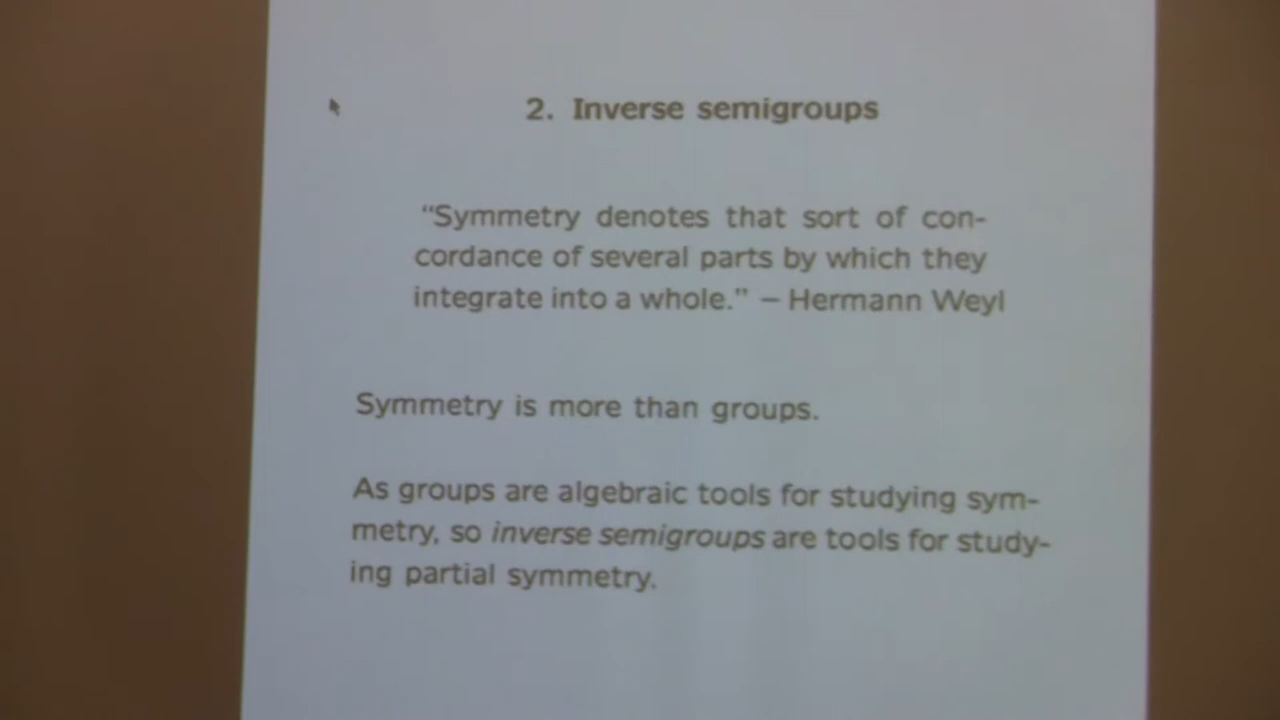 2. Inverse semigroups
“Symmetry denotes that sort of con-
cordance of several parts by which they
integrate into a whole.” – Hermann Weyl
Symmetry is more than groups.
As groups are algebraic tools for studying sym-
metry, so inverse semigroups are tools for study-
ing partial symmetry.